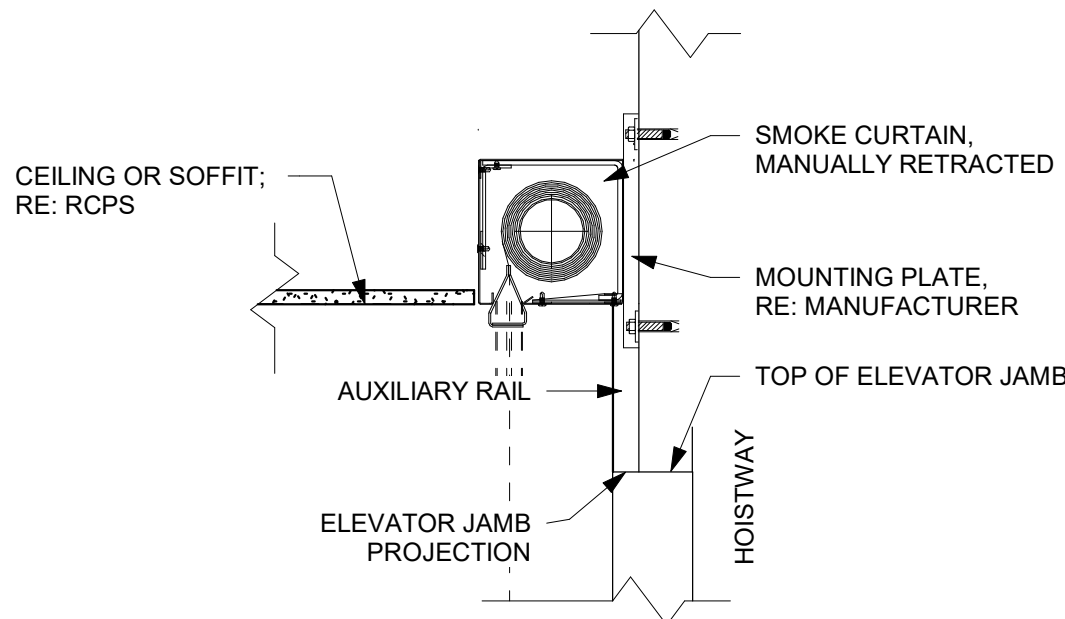 SMOKE CURTAIN,
MANUALLY RETRACTED
CEILING OR SOFFIT;
RE: RCPS
MOUNTING PLATE,
RE: MANUFACTURER
AUXILIARY RAIL
TOP OF ELEVATOR JAMB
ELEVATOR JAMB
PROJECTION
HOISTWAY